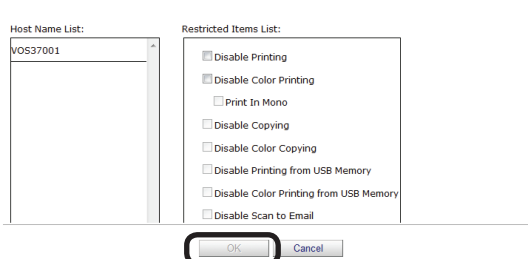 Host Name List:
VOS37001
Restricted Items List:
Disable Printing
Disable Color Printing
Print In Mono
Disable Copying
Disable Color Copying
Disable Printing from USB Memory
Disable Color Printing from USB Memory
Disable Scan to Email
OK
Cancel